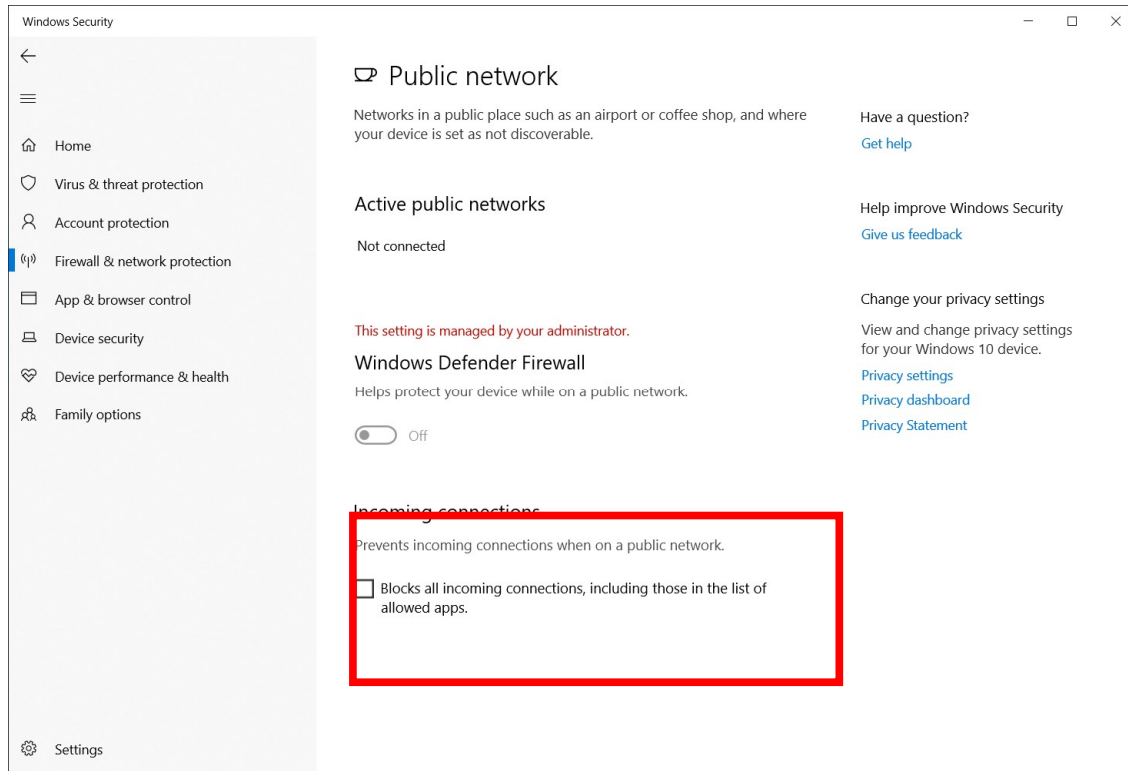 Windows Security
Home
Virus & threat protection
Account protection
Firewall & network protection
App & browser control
Device security
Device performance & health
Family options
Settings
Public network
Networks in a public place such as an airport or coffee shop, and where
your device is set as not discoverable.
Active public networks
Not connected
This setting is managed by your administrator.
Windows Defender Firewall
Helps protect your device while on a public network.
Off
Incoming connections
Prevents incoming connections when on a public network.
Blocks all incoming connections, including those in the list of
allowed apps.
Have a question?
Get help
Help improve Windows Security
Give us feedback
Change your privacy settings
View and change privacy settings
for your Windows 10 device.
Privacy settings
Privacy dashboard
Privacy Statement